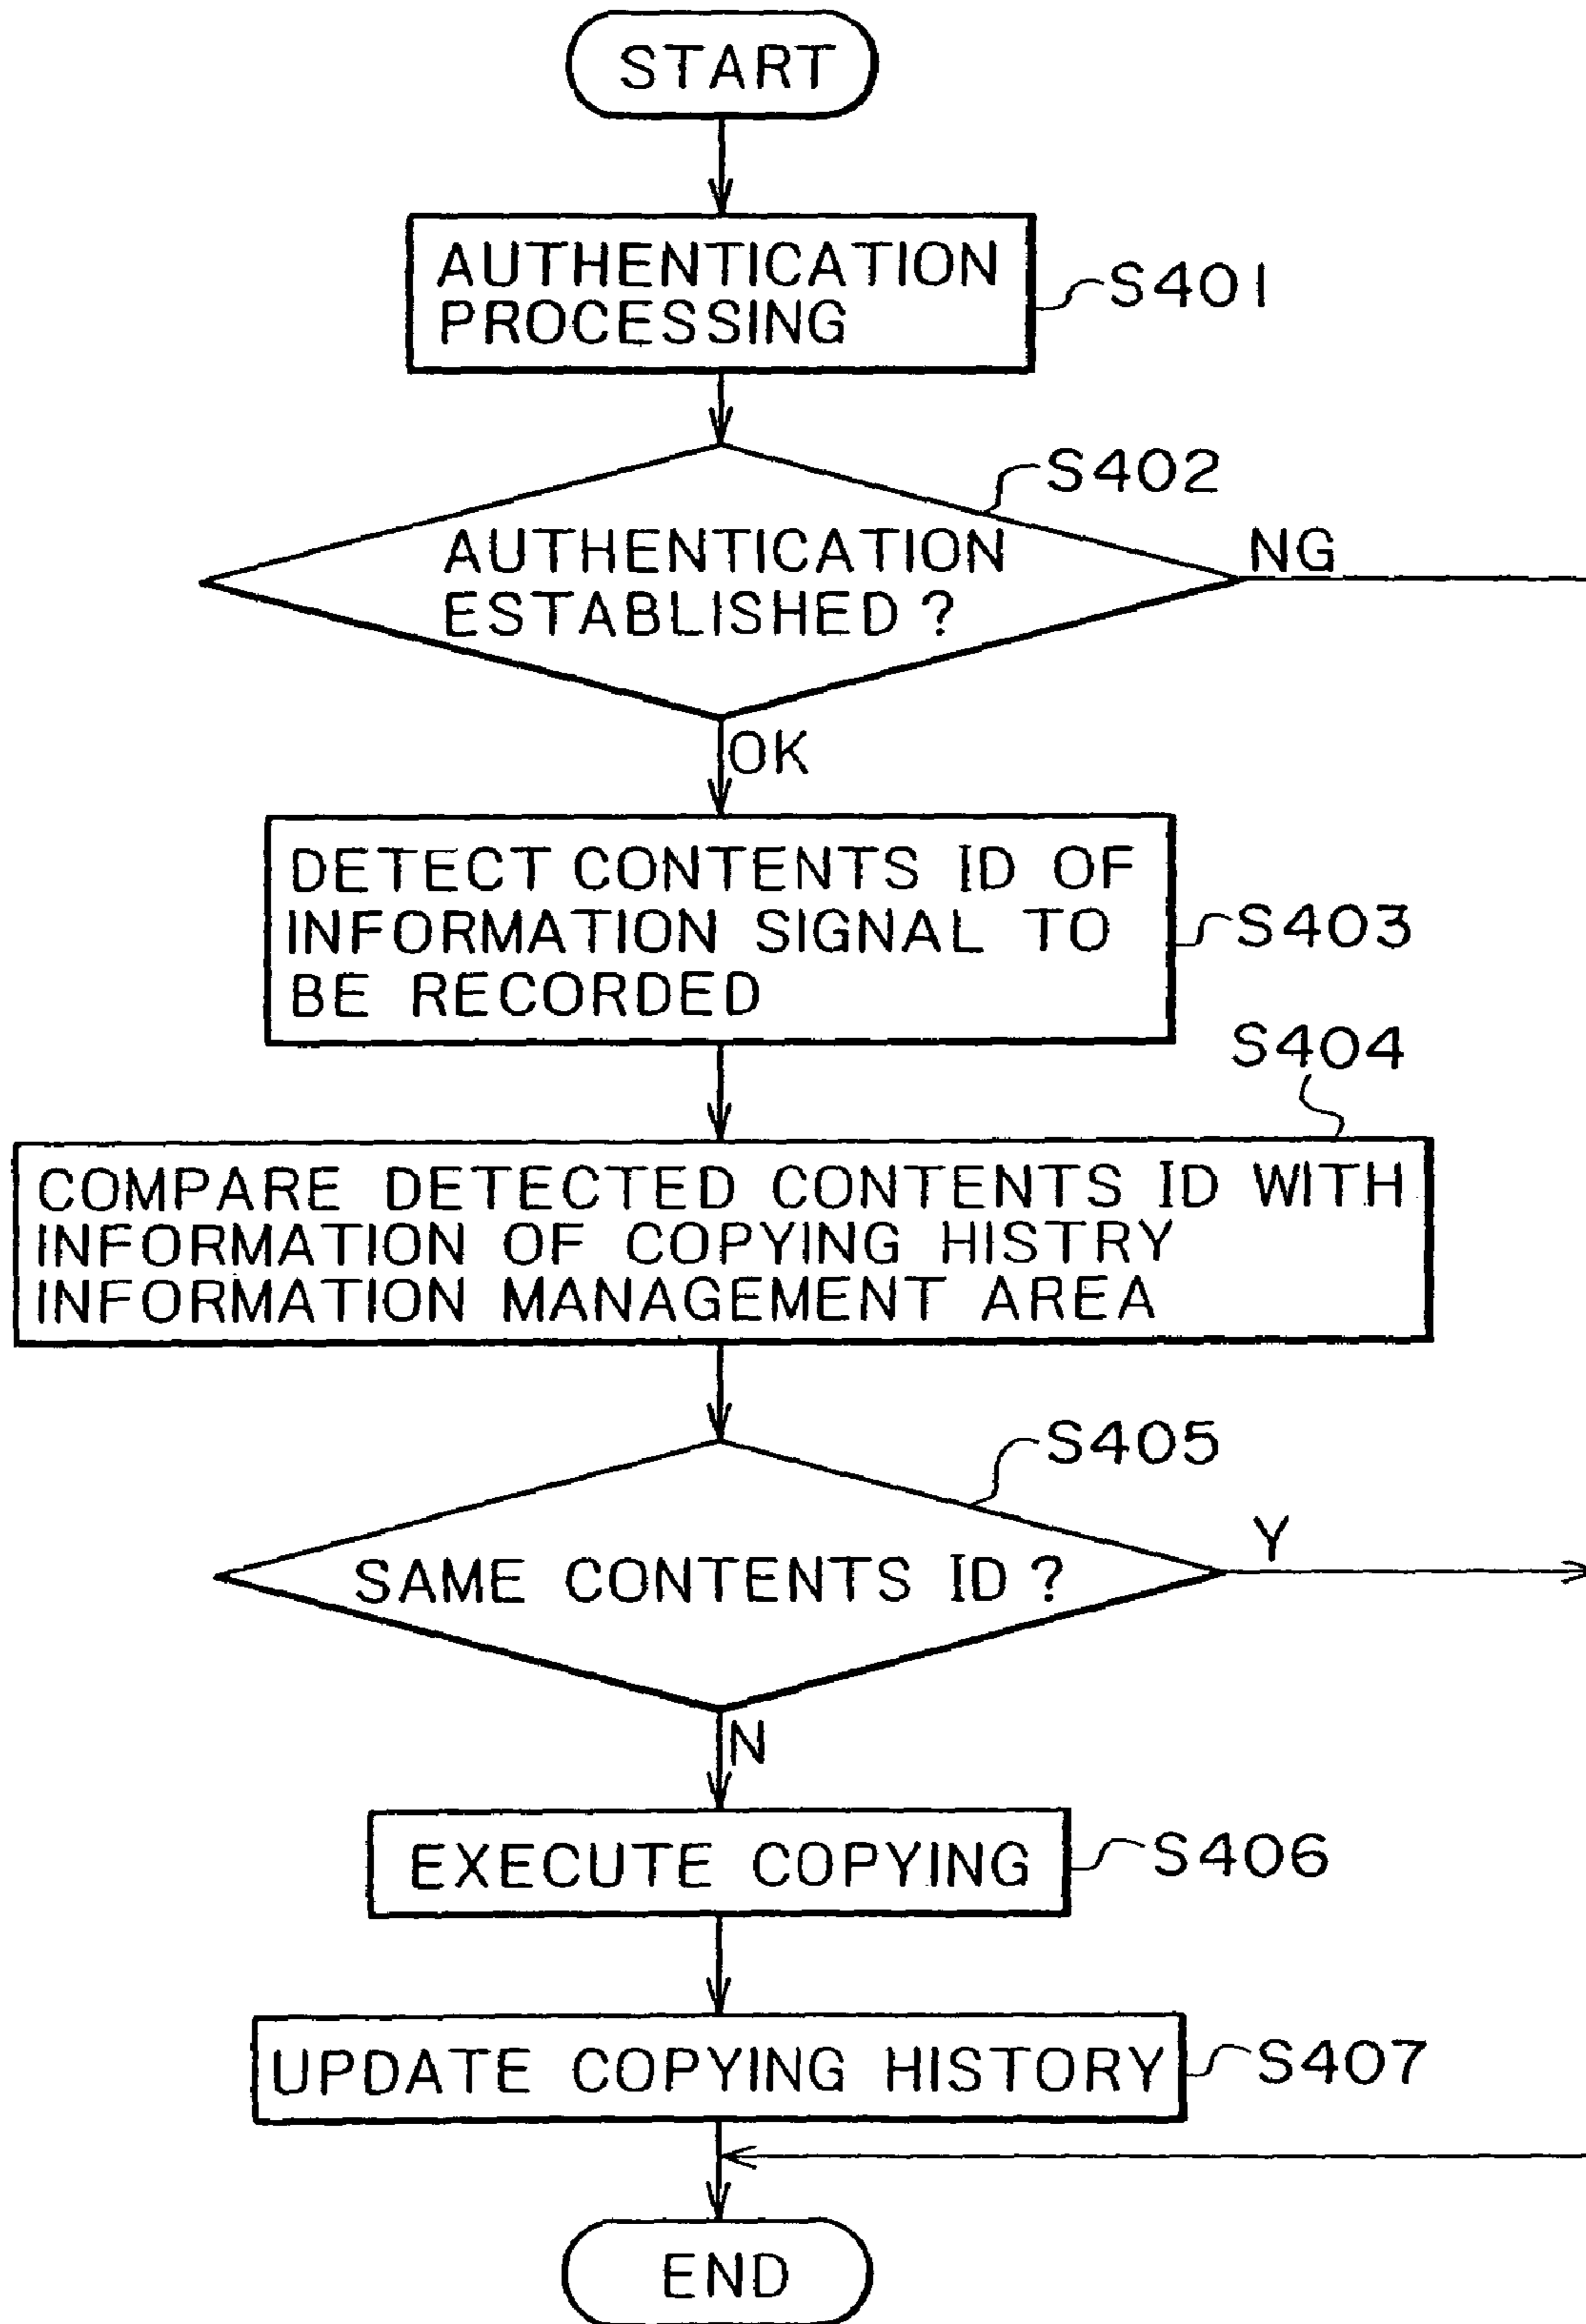 START
AUTHENTICATION
PROCESSING
S401
S402
AUTHENTICATION
ESTABLISHED ?
NG
OK
DETECT CONTENTS ID OF
INFORMATION SIGNAL TO
BE RECORDED
S403
S404
COMPARE DETECTED CONTENTS ID WITH
INFORMATION OF COPYING HISTRY
INFORMATION MANAGEMENT AREA
S405
SAME CONTENTS ID ?
Y
N
EXECUTE COPYING
S406
UPDATE COPYING HISTORY
S407
END